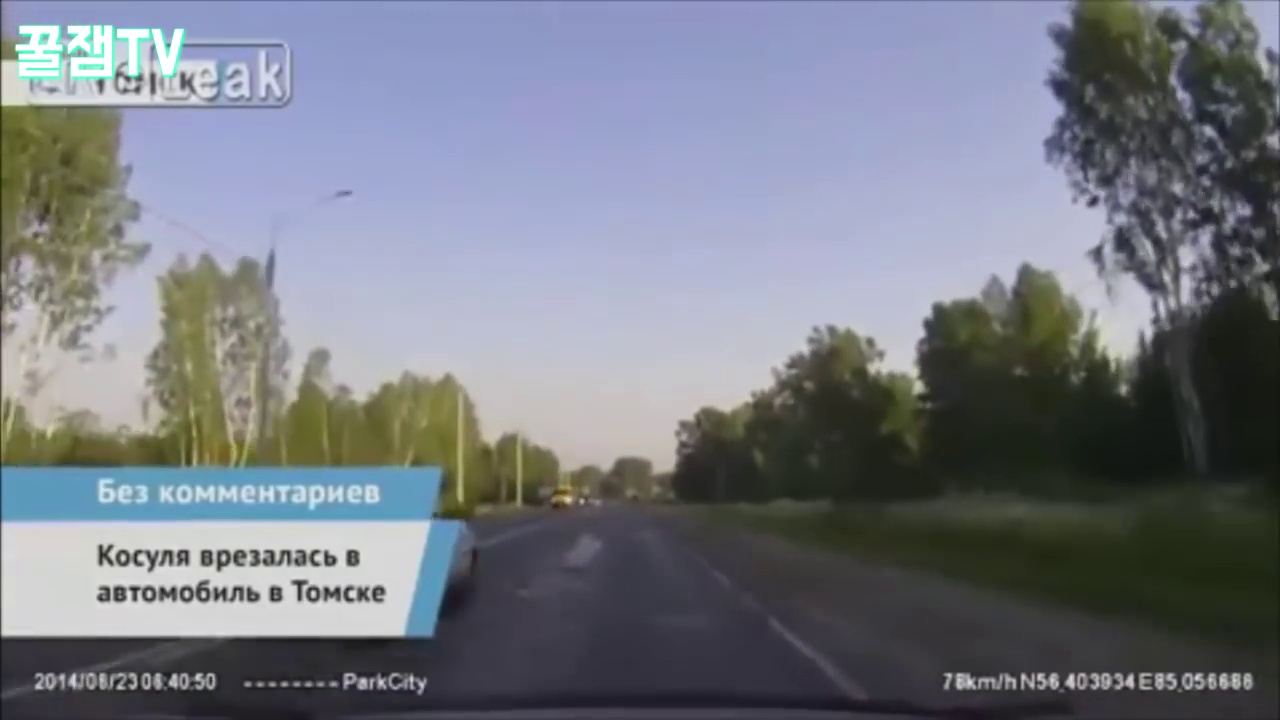 꿀잼TV
Leak
Без комментариев
Косуля врезалась в
автомобиль в Томске
2014/06/23 06:40:50 --------ParkCity
78km/h N56.403934 E85.056686